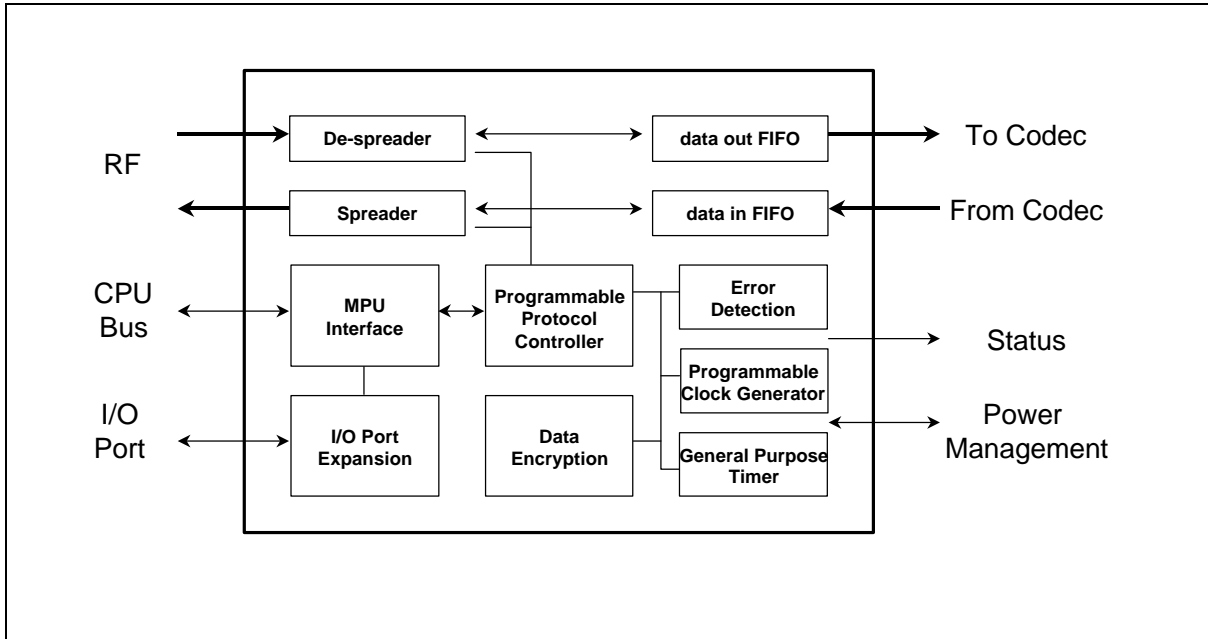 De-spreader
data out FIFO
To Codec
RF
Spreader
data in FIFO
From Codec
CPU
Bus
MPU
Interface
Programmable
Protocol
Controller
Error
Detection
Status
Programmable
Clock Generator
I/O
Port
I/O Port
Expansion
Data
Encryption
General Purpose
Timer
Power
Management